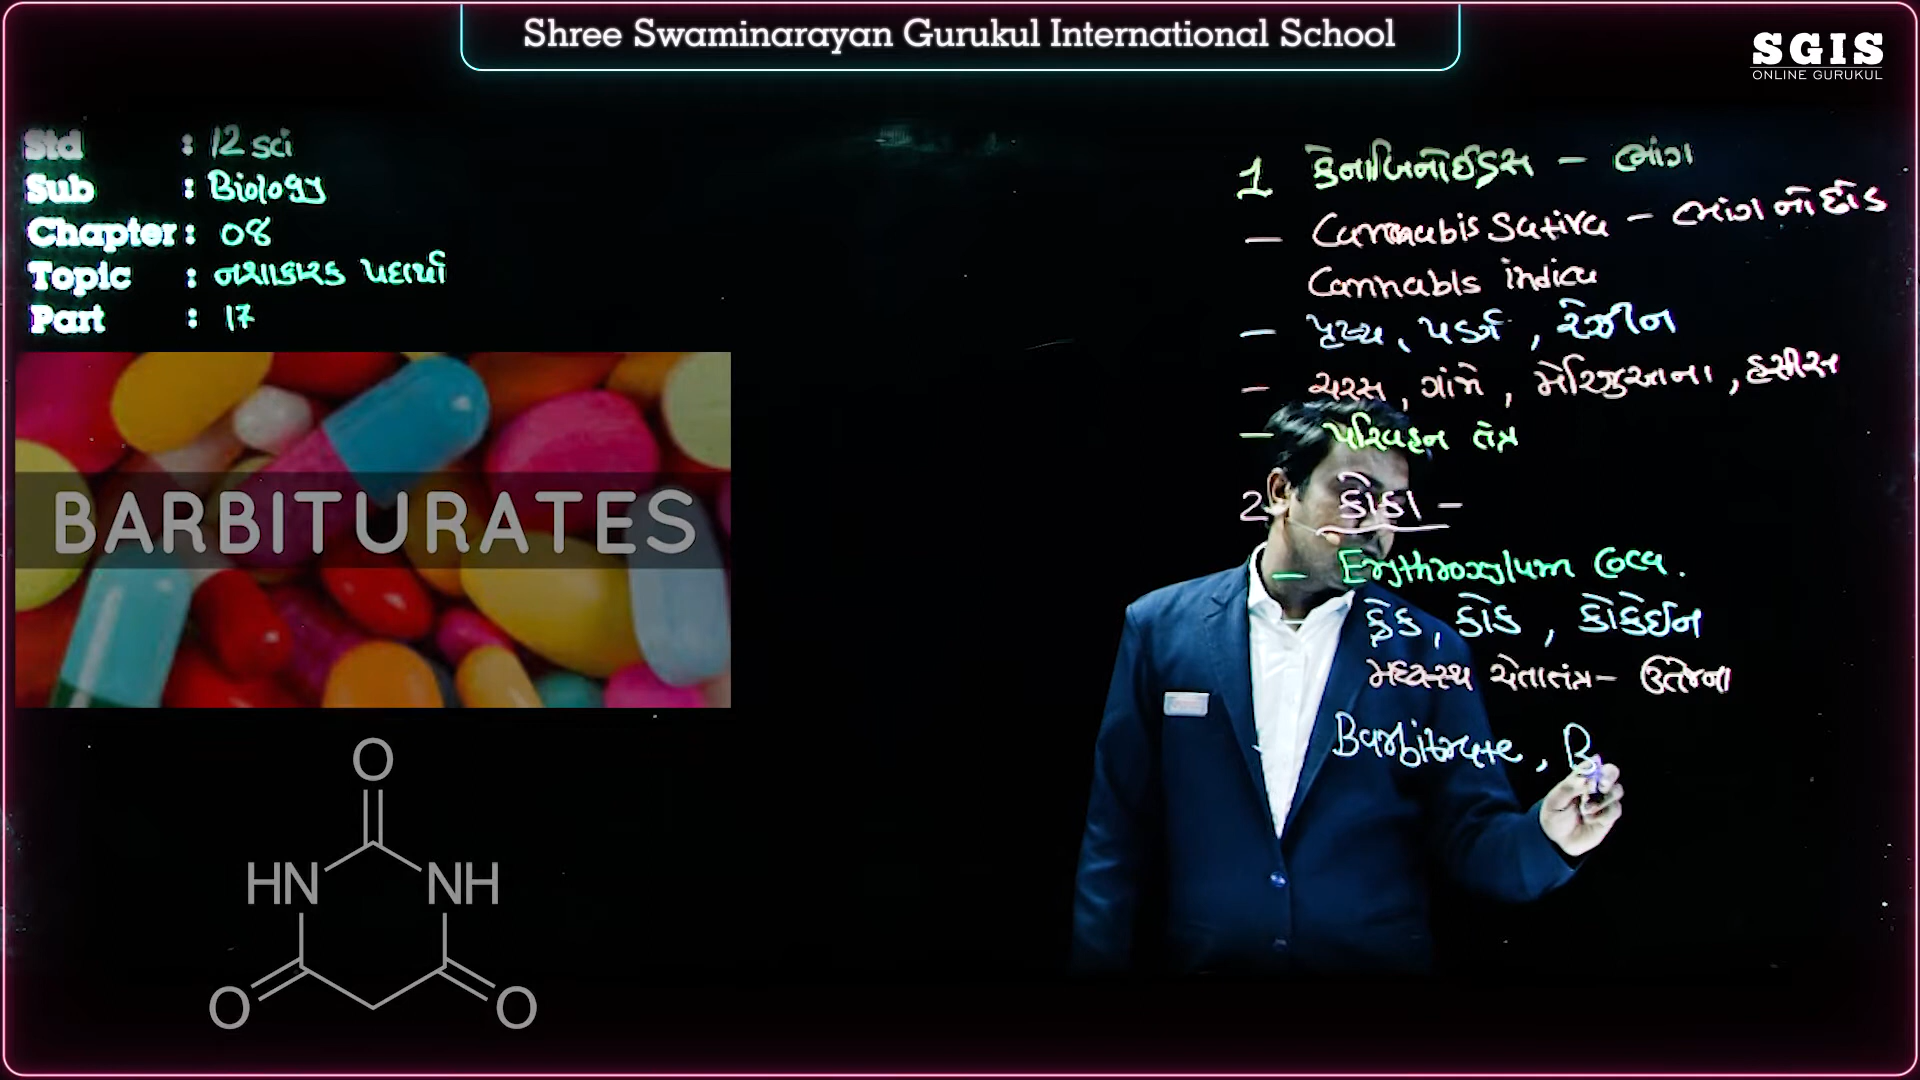 Shree Swaminarayan Gurukul International School
SGIS
ONLINE GURUKUL
Std : 12 sci
Sub : Biology
Chapter : 08
Topic : નશાકારક પદાર્થો
Part : 17
BARBITURATES
O
HN NH
O O
1 કેનાબિનોઈડ્સ - ભાંગ
- Cannabis Sativa - ભાંગ નો છોડ
Cannabis indica
- પુષ્પ, પર્ણ, રેઝીન
- ચરસ, ગાંજો, મેરિજુઆના, હસીસ
- પરિવહન તંત્ર
2 કોકા -
- Erythroxylum Coca.
ક્રેક, કોક, કોકેઈન
મધ્યસ્થ ચેતાતંત્ર - ઉત્તેજના
Barbiturate, B